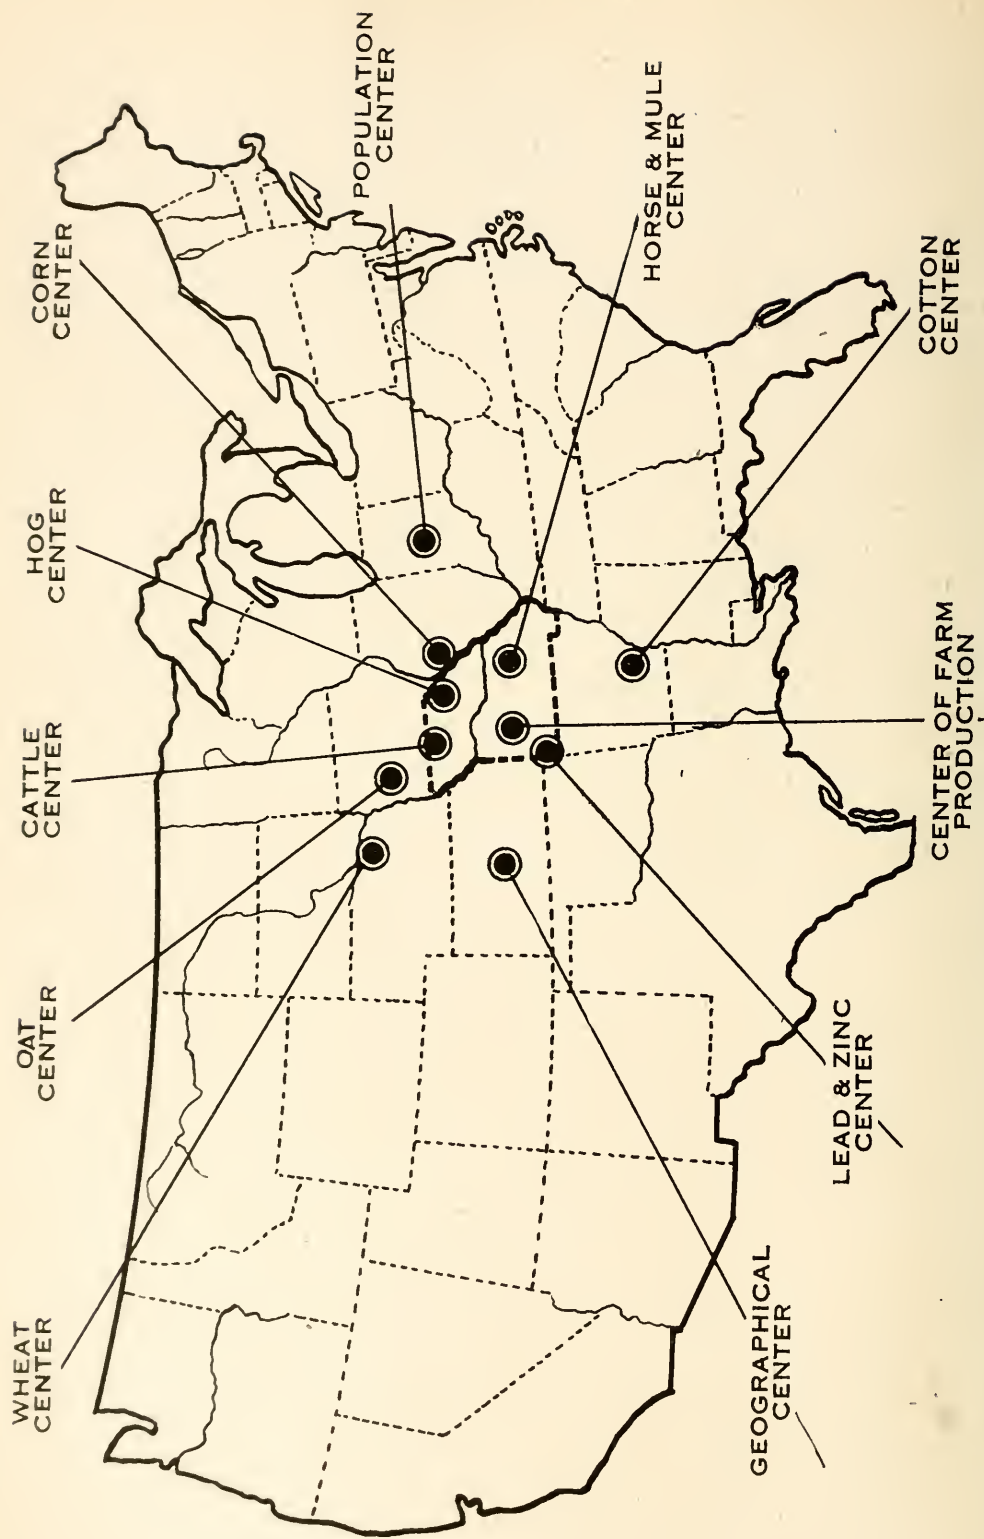 WHEAT
CENTER
OAT
CENTER
CATTLE
CENTER
HOG
CENTER
CORN
CENTER
POPULATION
CENTER
HORSE & MULE
CENTER
GEOGRAPHICAL
CENTER
LEAD & ZINC
CENTER
CENTER OF FARM
PRODUCTION
COTTON
CENTER